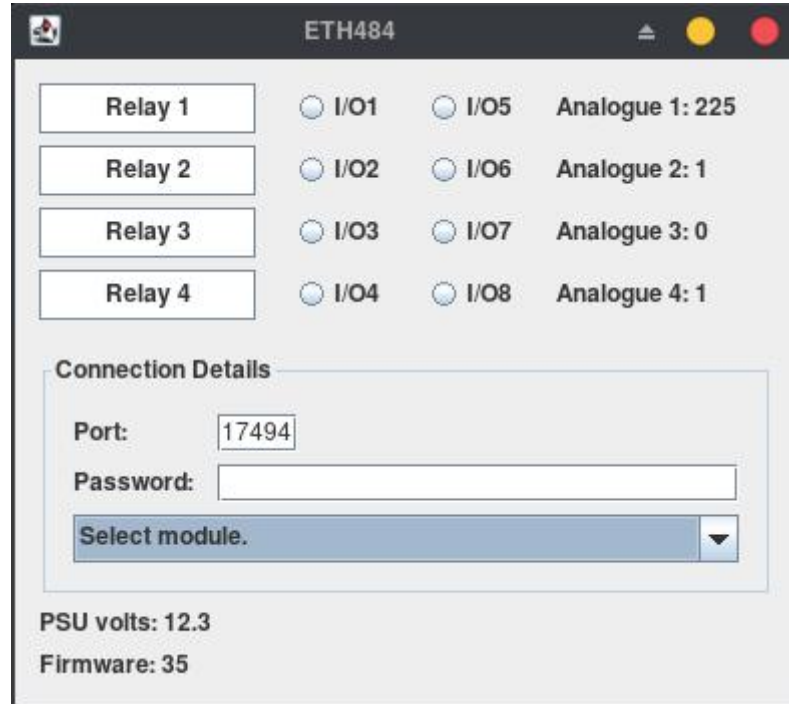 ETH484
Relay 1 I/O1 I/O5 Analogue 1: 225
Relay 2 I/O2 I/O6 Analogue 2: 1
Relay 3 I/O3 I/O7 Analogue 3: 0
Relay 4 I/O4 I/O8 Analogue 4: 1
Connection Details
Port: 17494
Password:
Select module.
PSU volts: 12.3
Firmware: 35